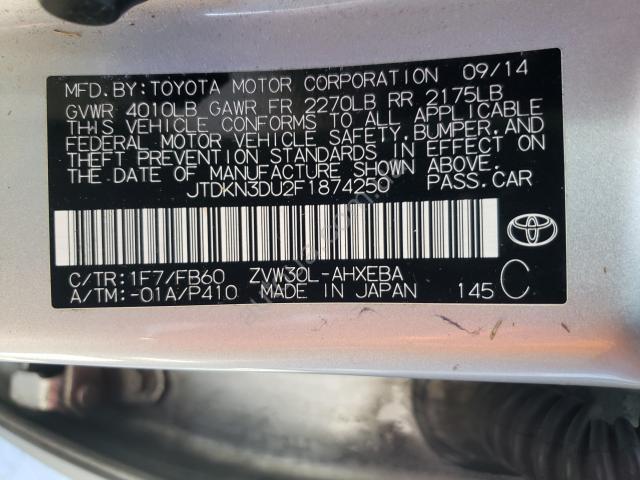 MFD.BY:TOYOTA MOTOR CORPORATION 09/14
GVWR 4010LB GAWR FR 2270LB RR 2175LB
THIS VEHICLE CONFORMS TO ALL APPLICABLE
FEDERAL MOTOR VEHICLE SAFETY,BUMPER,AND
THEFT PREVENTION STANDARDS IN EFFECT ON
THE DATE OF MANUFACTURE SHOWN ABOVE.
JTDKN3DU2F1874250 PASS.CAR
C/TR:1F7/FB60 ZVW30L-AHXEBA
A/TM:-01A/P410 MADE IN JAPAN 145 C